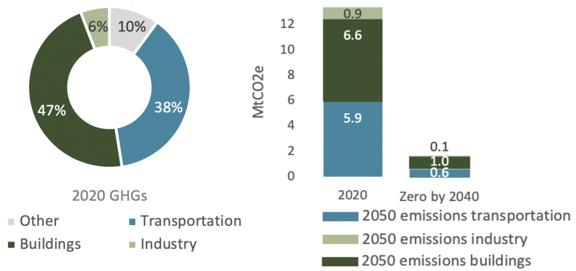 6%
10%
47%
38%
2020 GHGs
Other
Transportation
Buildings
Industry
MtCO2e
12
10
8
6
4
2
0
0.9
6.6
5.9
0.1
1.0
0.6
2020
Zero by 2040
2050 emissions transportation
2050 emissions industry
2050 emissions buildings